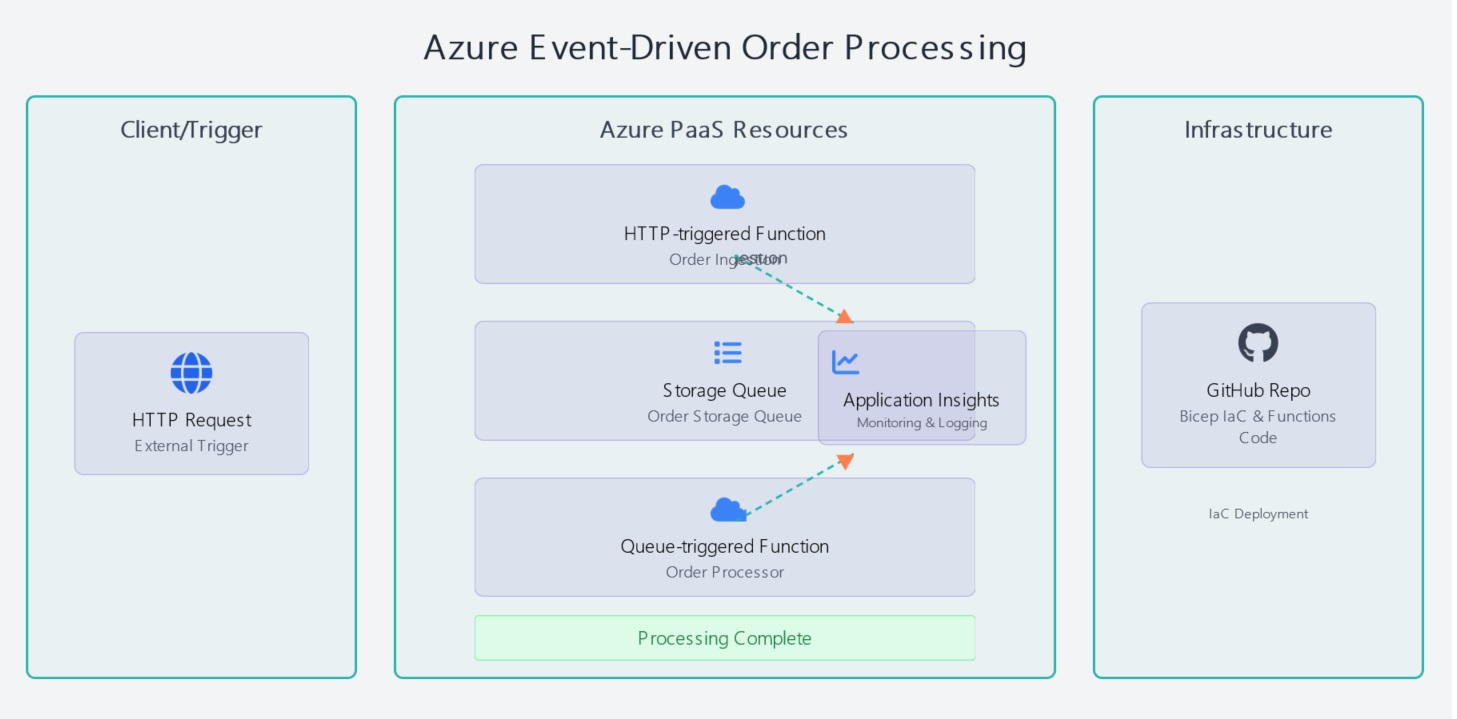 Azure Event-Driven Order Processing
Client/Trigger
HTTP Request
External Trigger
Azure PaaS Resources
HTTP-triggered Function
Order Ingestion
Storage Queue
Order Storage Queue
Application Insights
Monitoring & Logging
Queue-triggered Function
Order Processor
Processing Complete
Infrastructure
GitHub Repo
Bicep IaC & Functions
Code
IaC Deployment